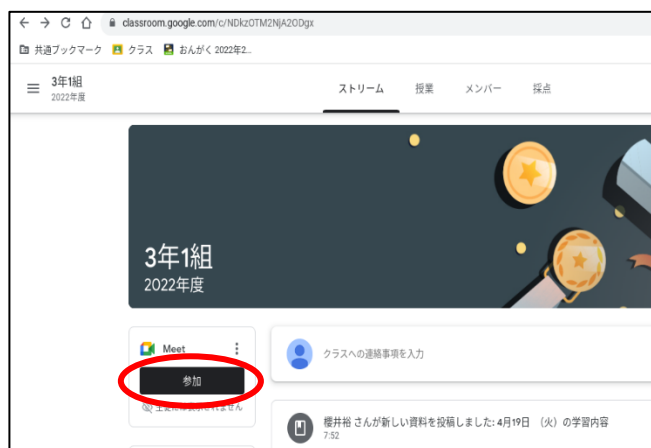 classroom.google.com/c/NDkzOTM2NjA2ODgx
共通ブックマーク クラス おんがく 2022年2...
3年1組
2022年度
ストリーム 授業 メンバー 採点
3年1組
2022年度
Meet
クラスへの連絡事項を入力
参加
櫻井裕 さんが新しい資料を投稿しました: 4月19日 (火) の学習内容
7:52